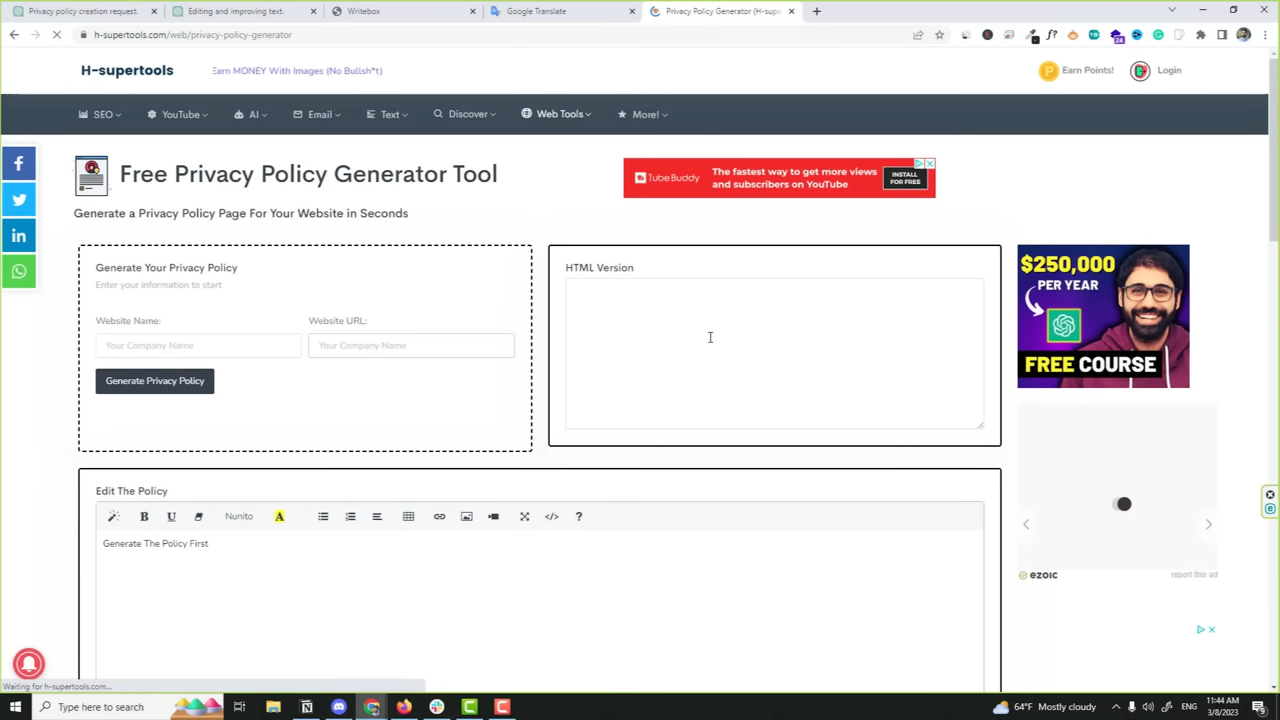 Privacy policy creation request.
Editing and improving text.
Writebox
Google Translate
Privacy Policy Generator (H-sup
h-supertools.com/web/privacy-policy-generator
24
H-supertools
Earn MONEY With Images (No Bullsh*t)
P Earn Points!
Login
SEO
YouTube
AI
Email
Text
Discover
Web Tools
More!
Free Privacy Policy Generator Tool
TubeBuddy
The fastest way to get more views
and subscribers on YouTube
INSTALL
FOR FREE
Generate a Privacy Policy Page For Your Website in Seconds
Generate Your Privacy Policy
Enter your information to start
Website Name:
Website URL:
Your Company Name
Your Company Name
Generate Privacy Policy
HTML Version
$250,000
PER YEAR
FREE COURSE
Edit The Policy
B U Nunito A </> ?
Generate The Policy First
ezoic
report this ad
Waiting for h-supertools.com...
Type here to search
64°F Mostly cloudy
ENG
11:44 AM
3/8/2023